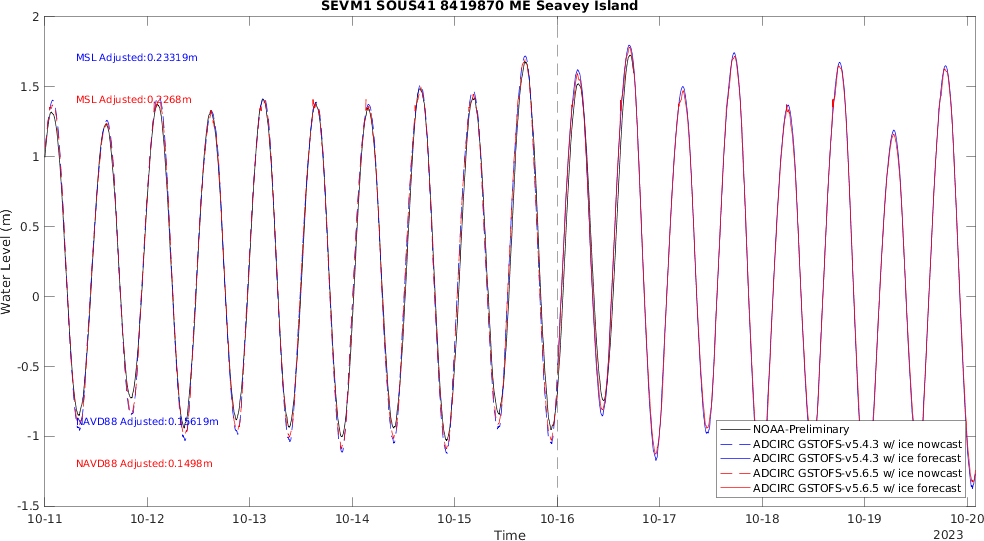 SEVM1 SOUS41 8419870 ME Seavey Island
2
1.5
1
0.5
0
-0.5
-1
-1.5
Water Level (m)
MSL Adjusted:0.23319m
MSL Adjusted:0.2268m
NAVD88 Adjusted:0.15619m
NAVD88 Adjusted:0.1498m
NOAA-Preliminary
ADCIRC GSTOFS-v5.4.3 w/ ice nowcast
ADCIRC GSTOFS-v5.4.3 w/ ice forecast
ADCIRC GSTOFS-v5.6.5 w/ ice nowcast
ADCIRC GSTOFS-v5.6.5 w/ ice forecast
10-11 10-12 10-13 10-14 10-15 10-16 10-17 10-18 10-19 10-20
Time
2023